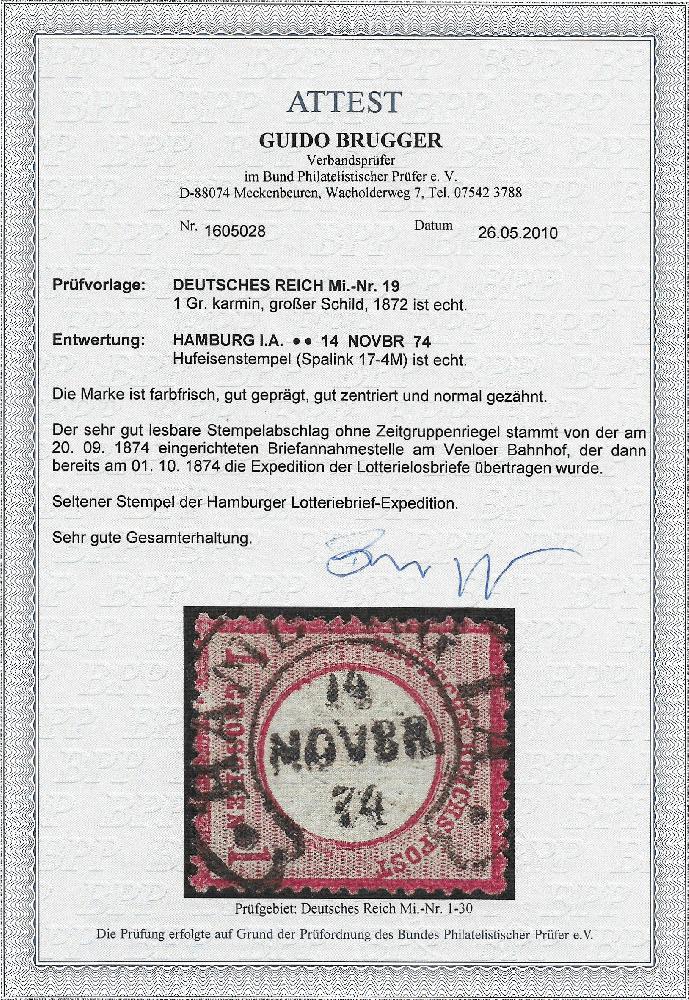 ATTEST
GUIDO BRUGGER
Verbandsprüfer
im Bund Philatelistischer Prüfer e. V.
D-88074 Meckenbeuren, Wacholderweg 7, Tel. 07542 3788
Nr. 1605028 Datum 26.05.2010
Prüfvorlage: DEUTSCHES REICH Mi.-Nr. 19
1 Gr. karmin, großer Schild, 1872 ist echt.
Entwertung: HAMBURG I.A. •• 14 NOVBR 74
Hufeisenstempel (Spalink 17-4M) ist echt.
Die Marke ist farbfrisch, gut geprägt, gut zentriert und normal gezähnt.
Der sehr gut lesbare Stempelabschlag ohne Zeitgruppenriegel stammt von der am
20. 09. 1874 eingerichteten Briefannahmestelle am Venloer Bahnhof, der dann
bereits am 01. 10. 1874 die Expedition der Lotterielosbriefe übertragen wurde.
Seltener Stempel der Hamburger Lotteriebrief-Expedition.
Sehr gute Gesamterhaltung.
HAMBURG I.A.
14
NOVBR
74
1
Prüfgebiet: Deutsches Reich Mi.-Nr. 1-30
Die Prüfung erfolgte auf Grund der Prüfordnung des Bundes Philatelistischer Prüfer e.V.